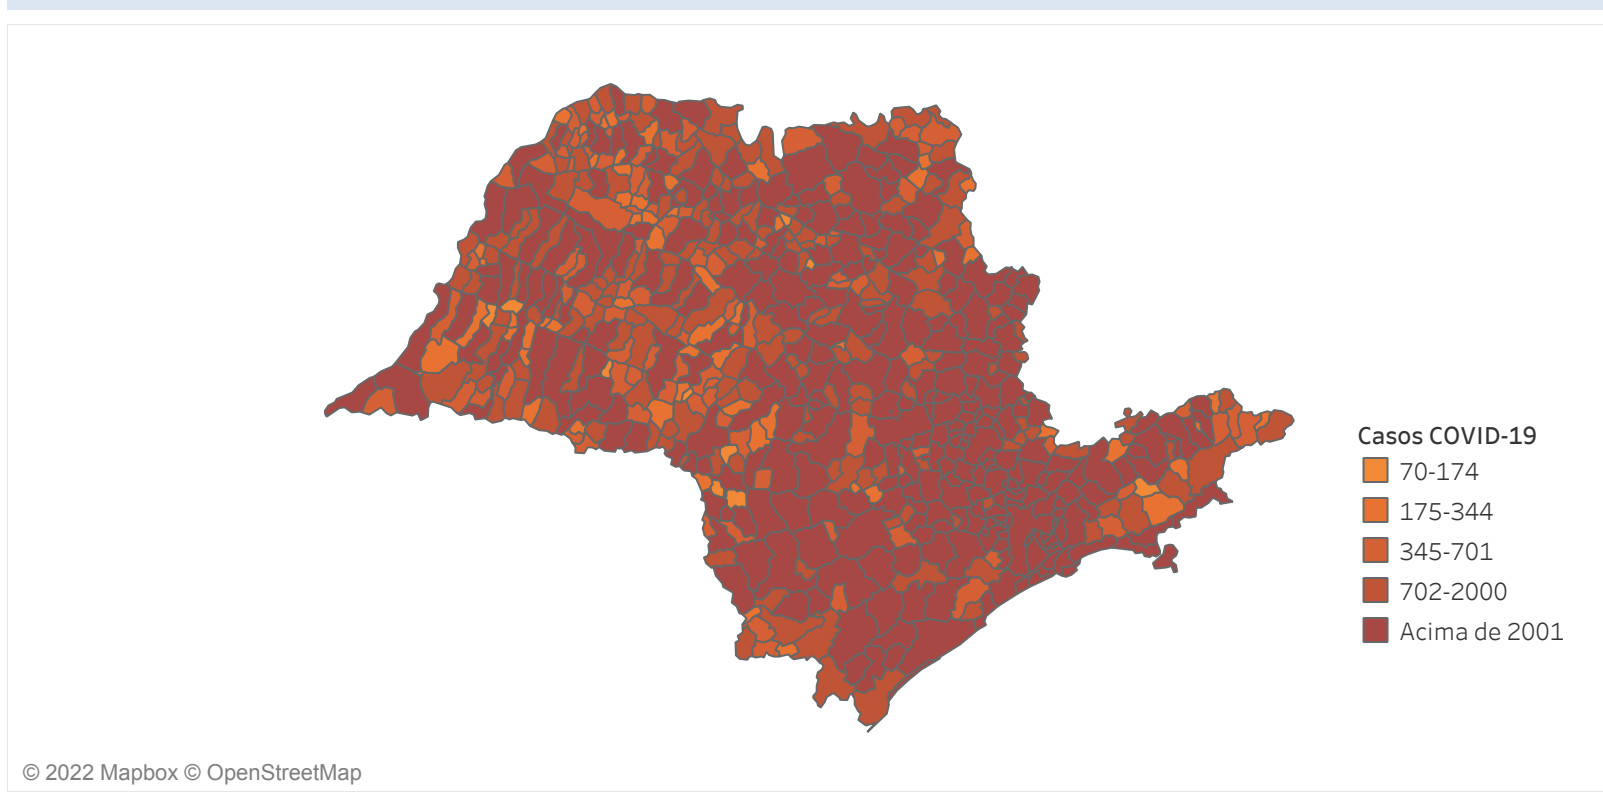 Casos COVID-19
70-174
175-344
345-701
702-2000
Acima de 2001
© 2022 Mapbox © OpenStreetMap